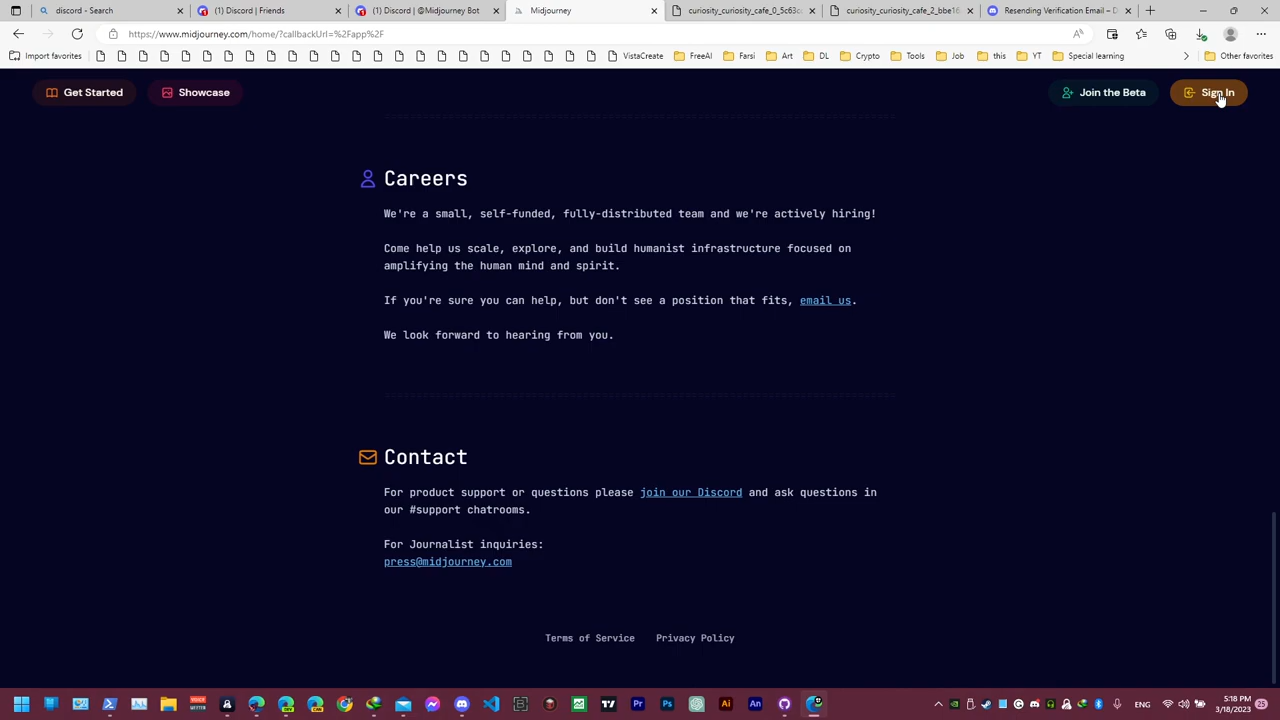 discord - Search
(1) Discord | Friends
(1) Discord | @Midjourney Bot
Midjourney
curiosity_curiosity_cafe_0_5c63c
curiosity_curiosity_cafe_2_bbe16
Resending Verification Email – D
https://www.midjourney.com/home/?callbackUrl=%2Fapp%2F
Import favorites
VistaCreate
FreeAI
Farsi
Art
DL
Crypto
Tools
Job
this
YT
Special learning
Other favorites
Get Started
Showcase
Join the Beta
Sign In
Careers
We're a small, self-funded, fully-distributed team and we're actively hiring!
Come help us scale, explore, and build humanist infrastructure focused on
amplifying the human mind and spirit.
If you're sure you can help, but don't see a position that fits, email us.
We look forward to hearing from you.
Contact
For product support or questions please join our Discord and ask questions in
our #support chatrooms.
For Journalist inquiries:
press@midjourney.com
Terms of Service Privacy Policy
ENG
5:18 PM
3/18/2023